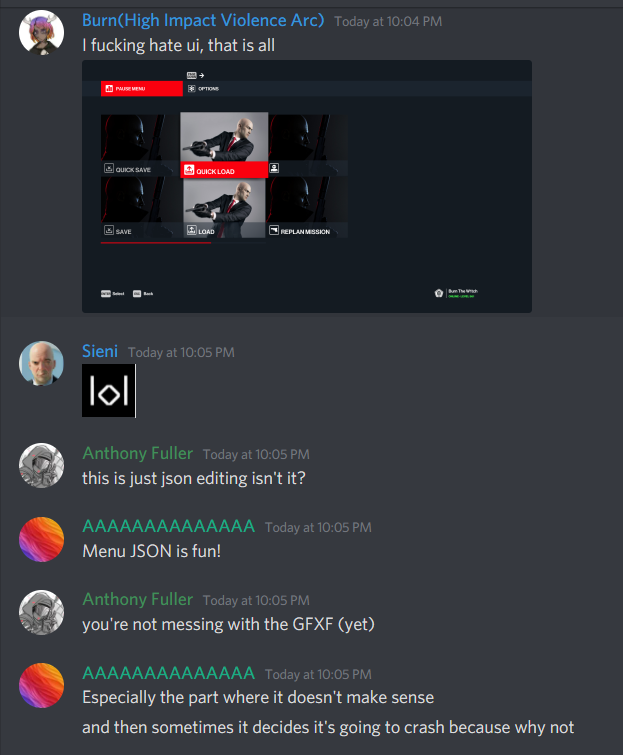 Burn(High Impact Violence Arc) Today at 10:04 PM
I fucking hate ui, that is all
PAUSE MENU
OPTIONS
QUICK SAVE
QUICK LOAD
SAVE
LOAD
REPLAN MISSION
Select
Back
Burn The Witch
Sieni Today at 10:05 PM
|o|
Anthony Fuller Today at 10:05 PM
this is just json editing isn't it?
AAAAAAAAAAAAAA Today at 10:05 PM
Menu JSON is fun!
Anthony Fuller Today at 10:05 PM
you're not messing with the GFXF (yet)
AAAAAAAAAAAAAA Today at 10:05 PM
Especially the part where it doesn't make sense
and then sometimes it decides it's going to crash because why not